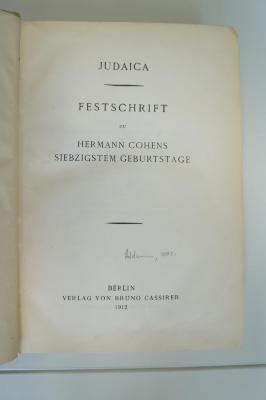 JUDAICA
FESTSCHRIFT
ZU
HERMANN COHENS
SIEBZIGSTEM GEBURTSTAGE
BERLIN
VERLAG VON BRUNO CASSIRER
1912